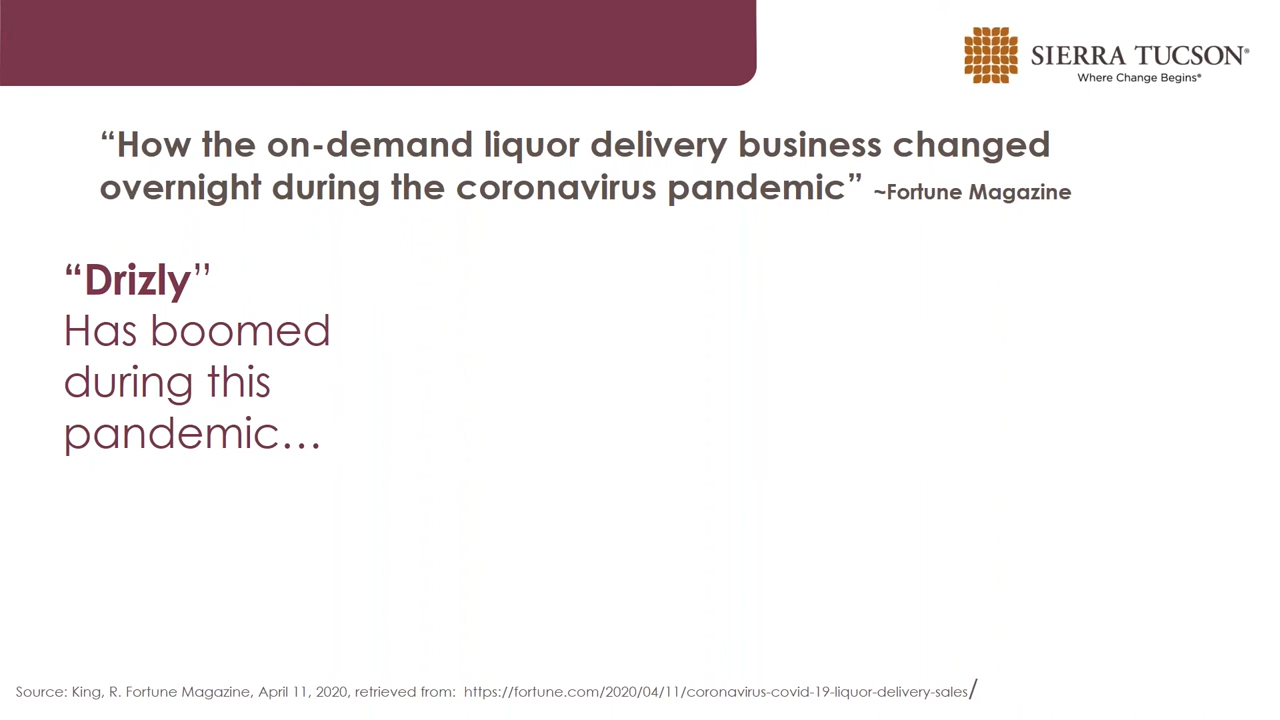 SIERRA TUCSON®
Where Change Begins®
“How the on-demand liquor delivery business changed
overnight during the coronavirus pandemic” ~Fortune Magazine
“Drizly”
Has boomed
during this
pandemic…
Source: King, R. Fortune Magazine, April 11, 2020, retrieved from: https://fortune.com/2020/04/11/coronavirus-covid-19-liquor-delivery-sales/